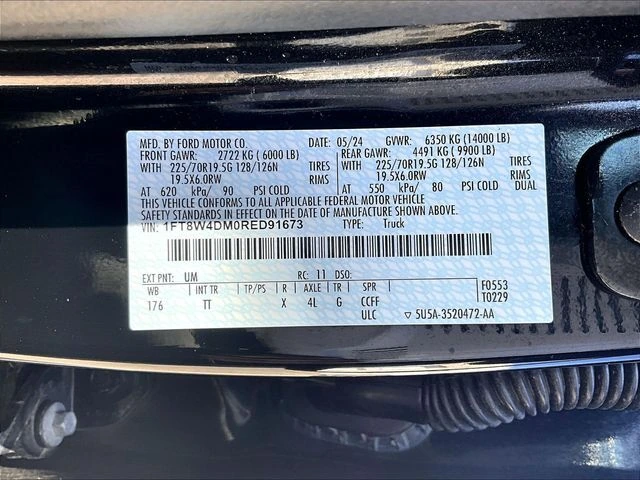 MFD. BY FORD MOTOR CO. DATE: 05/24 GVWR: 6350 KG (14000 LB)
FRONT GAWR: 2722 KG (6000 LB) REAR GAWR: 4491 KG (9900 LB)
WITH 225/70R19.5G 128/126N TIRES WITH 225/70R19.5G 128/126N TIRES
19.5X6.0RW RIMS 19.5X6.0RW RIMS
AT 620 kPa/ 90 PSI COLD AT 550 kPa/ 80 PSI COLD DUAL
THIS VEHICLE CONFORMS TO ALL APPLICABLE FEDERAL MOTOR VEHICLE
SAFETY STANDARDS IN EFFECT ON THE DATE OF MANUFACTURE SHOWN ABOVE.
VIN: 1FT8W4DM0RED91673 TYPE: Truck
EXT PNT: UM RC: 11 DSO:
WB INT TR TP/PS R AXLE TR SPR F0553
176 TT X 4L G CCFF T0229
ULC ▽ 5U5A-3520472-AA